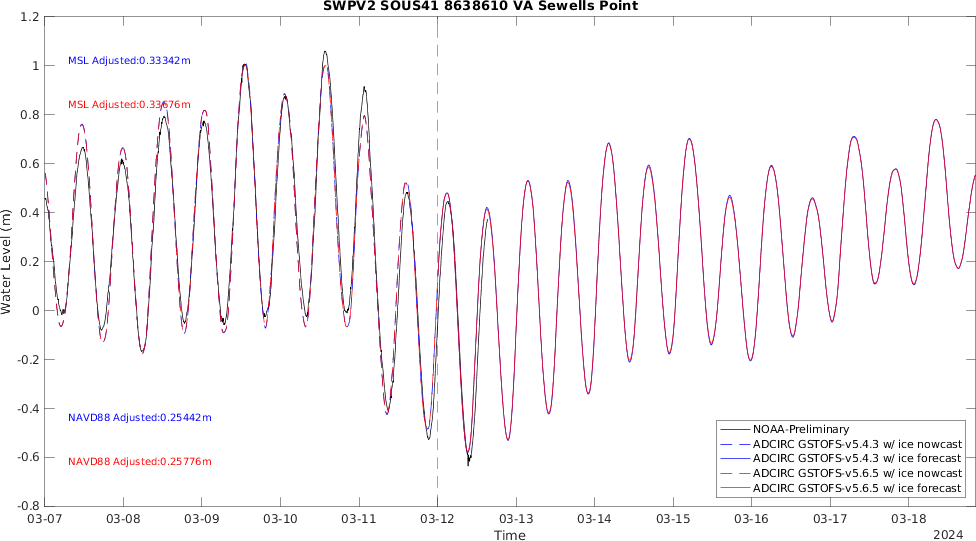 SWPV2 SOUS41 8638610 VA Sewells Point
1.2
1
0.8
0.6
0.4
0.2
0
-0.2
-0.4
-0.6
-0.8
Water Level (m)
MSL Adjusted:0.33342m
MSL Adjusted:0.33676m
NAVD88 Adjusted:0.25442m
NAVD88 Adjusted:0.25776m
NOAA-Preliminary
ADCIRC GSTOFS-v5.4.3 w/ ice nowcast
ADCIRC GSTOFS-v5.4.3 w/ ice forecast
ADCIRC GSTOFS-v5.6.5 w/ ice nowcast
ADCIRC GSTOFS-v5.6.5 w/ ice forecast
03-07 03-08 03-09 03-10 03-11 03-12 03-13 03-14 03-15 03-16 03-17 03-18
Time
2024